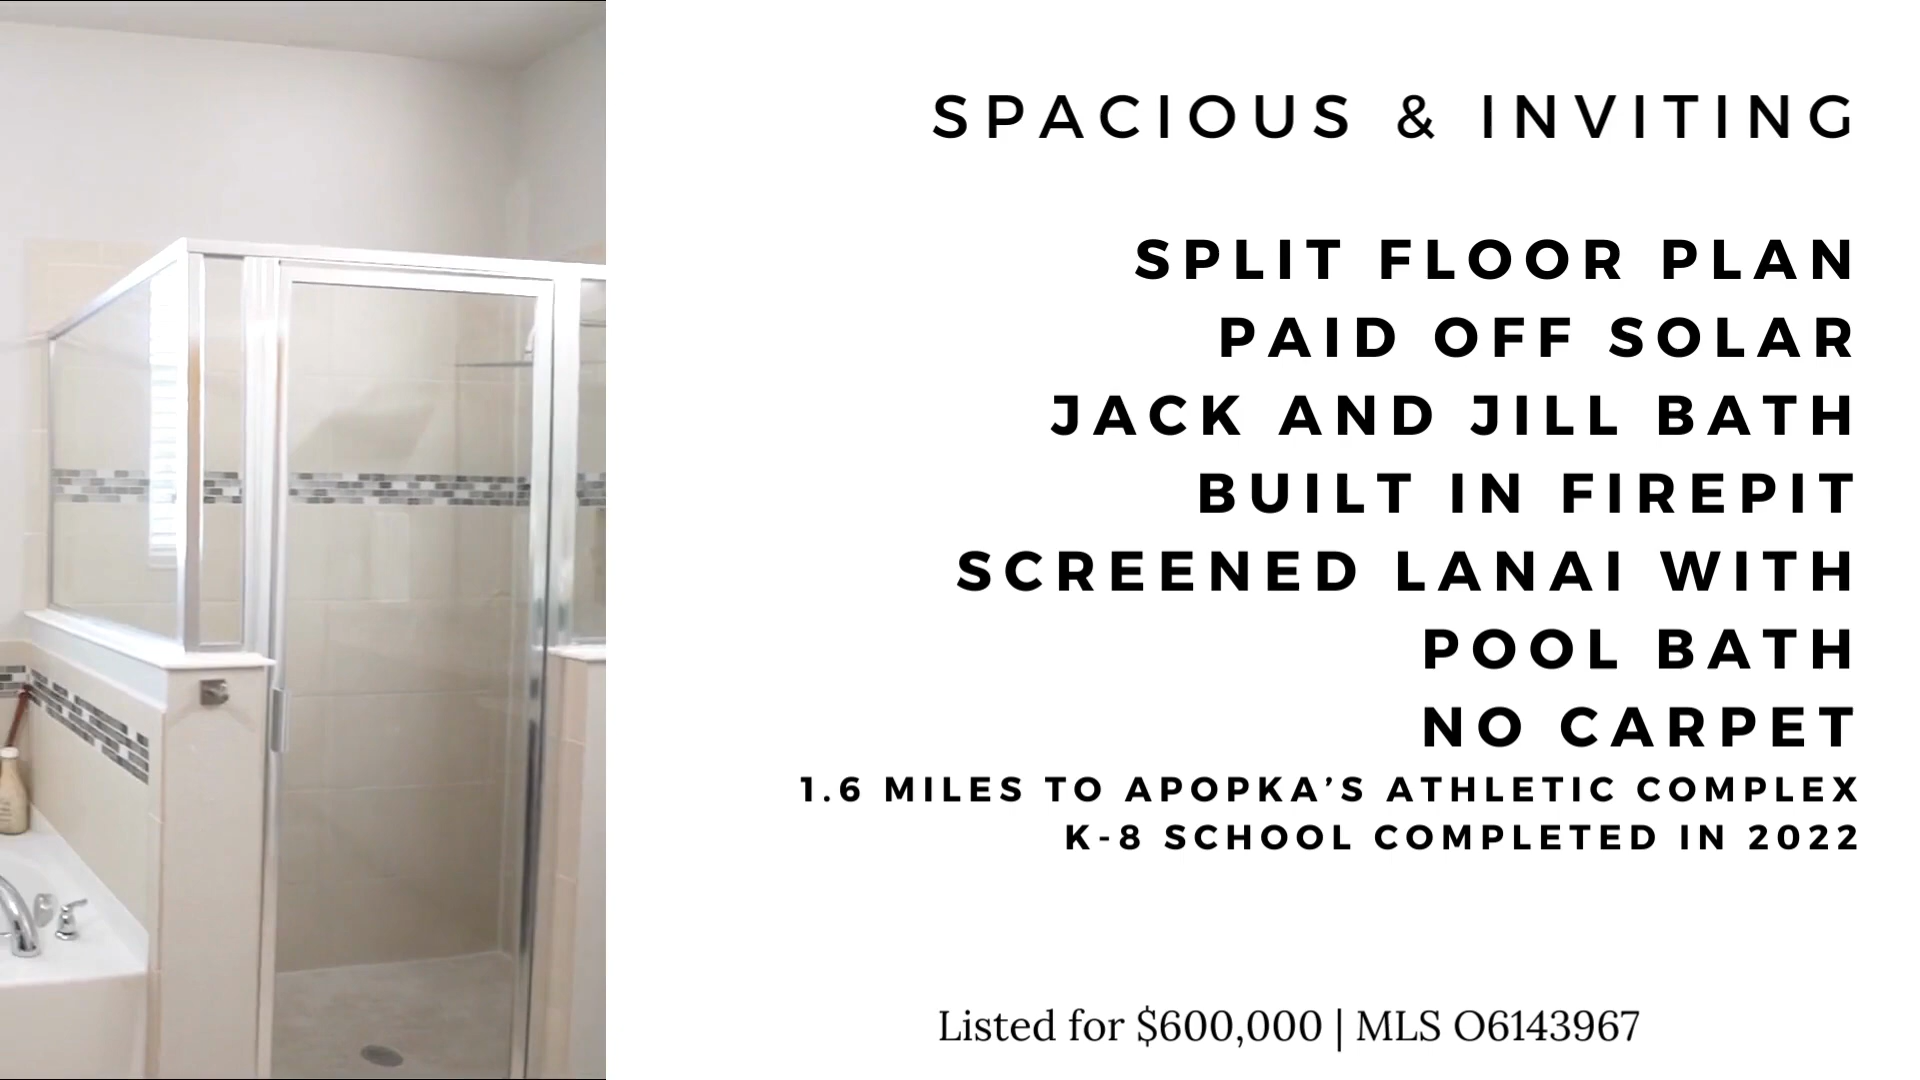 SPACIOUS & INVITING
SPLIT FLOOR PLAN
PAID OFF SOLAR
JACK AND JILL BATH
BUILT IN FIREPIT
SCREENED LANAI WITH
POOL BATH
NO CARPET
1.6 MILES TO APOPKA’S ATHLETIC COMPLEX
K-8 SCHOOL COMPLETED IN 2022
Listed for $600,000 | MLS O6143967